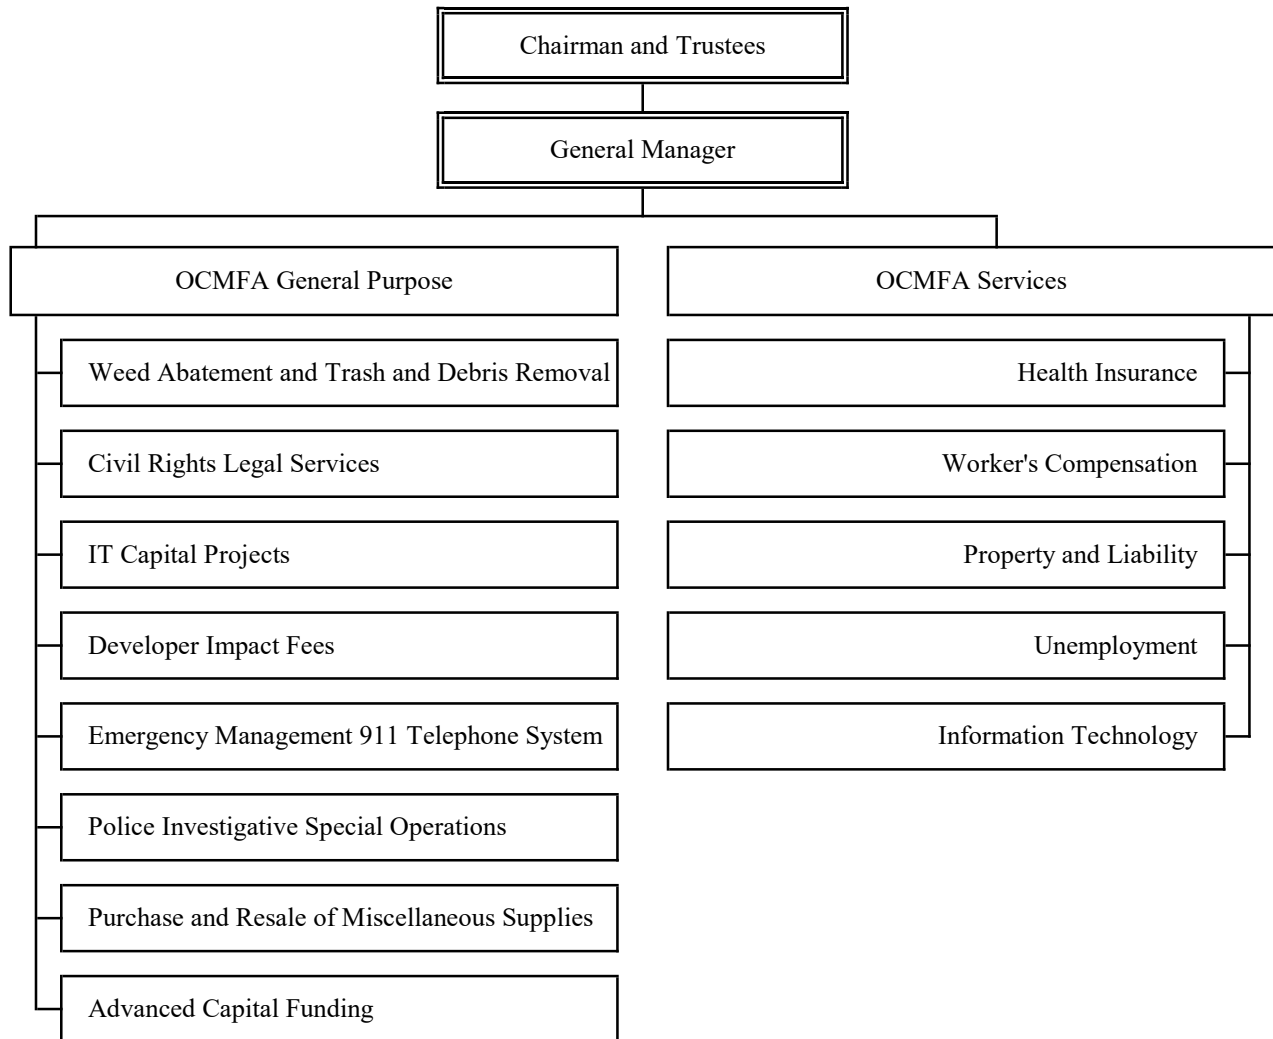 Chairman and Trustees
General Manager
OCMFA General Purpose
Weed Abatement and Trash and Debris Removal
Civil Rights Legal Services
IT Capital Projects
Developer Impact Fees
Emergency Management 911 Telephone System
Police Investigative Special Operations
Purchase and Resale of Miscellaneous Supplies
Advanced Capital Funding
OCMFA Services
Health Insurance
Worker's Compensation
Property and Liability
Unemployment
Information Technology